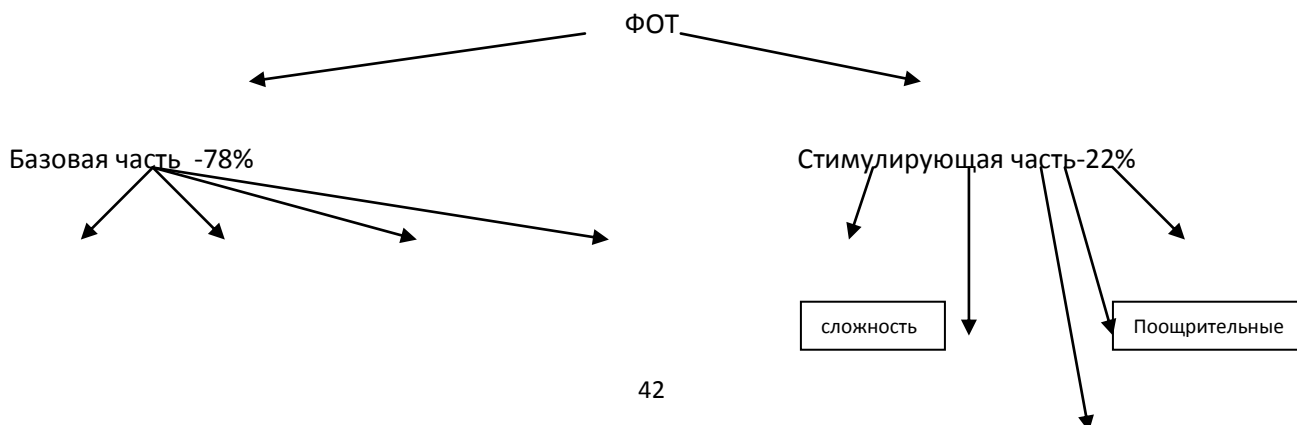 ФОТ
Базовая часть -78%
Стимулирующая часть-22%
сложность
Поощрительные
42